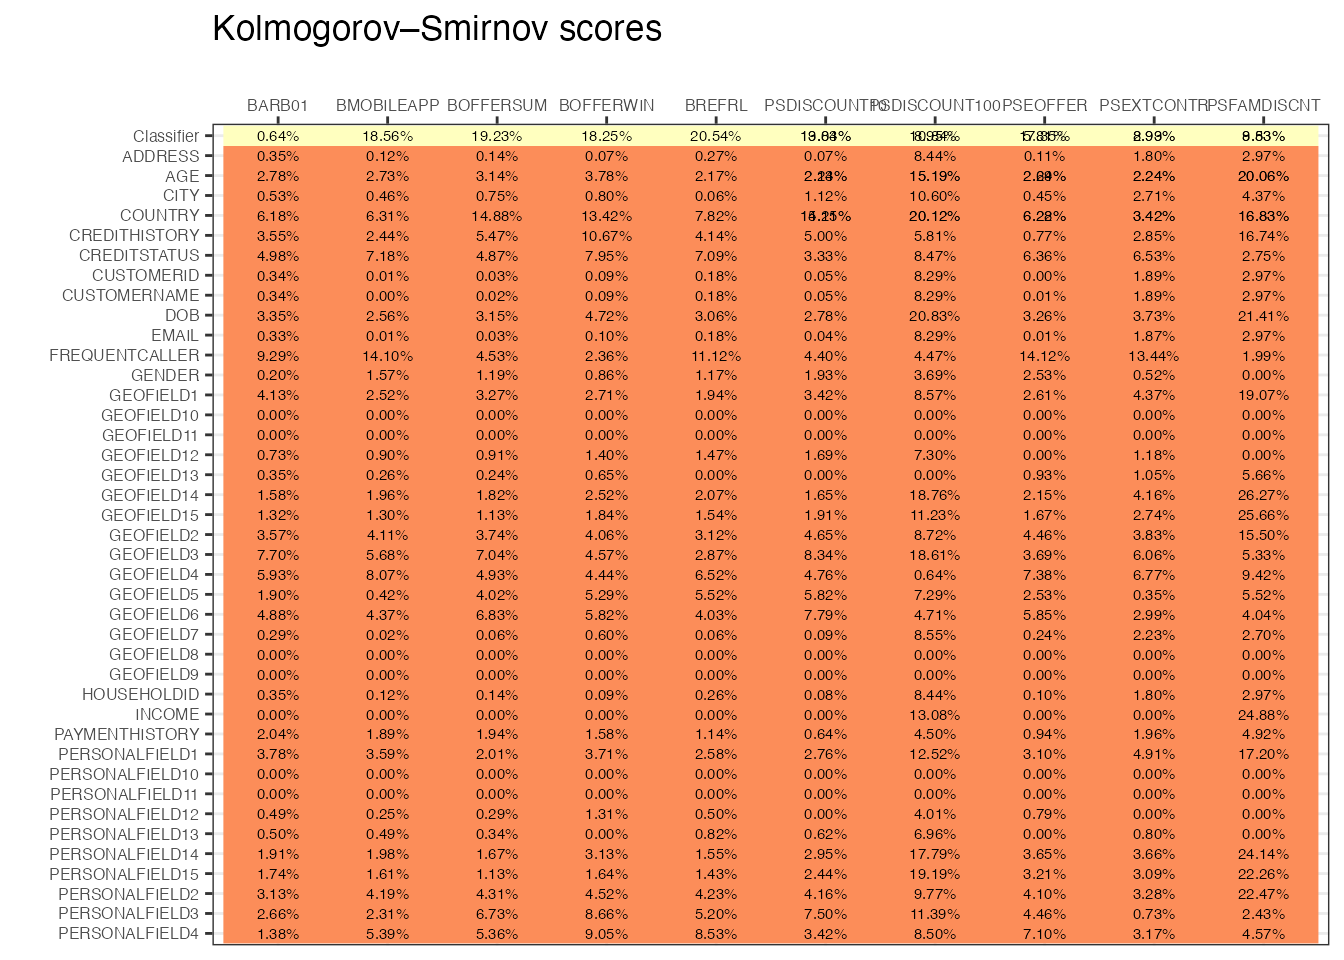 Kolmogorov–Smirnov scores
BARB01 BMOBILEAPP BOFFERSUM BOFFERWIN BREFRL PSDISCOUNT10 PSDISCOUNT100 PSEOFFER PSEXTCONTR PSFAMDISCNT
Classifier 0.64% 18.56% 19.23% 18.25% 20.54%
ADDRESS 0.35% 0.12% 0.14% 0.07% 0.27% 0.07% 8.44% 0.11% 1.80% 2.97%
AGE 2.78% 2.73% 3.14% 3.78% 2.17% 15.19% 2.24% 20.06%
CITY 0.53% 0.46% 0.75% 0.80% 0.06% 1.12% 10.60% 0.45% 2.71% 4.37%
COUNTRY 6.18% 6.31% 14.88% 13.42% 7.82% 20.12% 3.42% 16.83%
CREDITHISTORY 3.55% 2.44% 5.47% 10.67% 4.14% 5.00% 5.81% 0.77% 2.85% 16.74%
CREDITSTATUS 4.98% 7.18% 4.87% 7.95% 7.09% 3.33% 8.47% 6.36% 6.53% 2.75%
CUSTOMERID 0.34% 0.01% 0.03% 0.09% 0.18% 0.05% 8.29% 0.00% 1.89% 2.97%
CUSTOMERNAME 0.34% 0.00% 0.02% 0.09% 0.18% 0.05% 8.29% 0.01% 1.89% 2.97%
DOB 3.35% 2.56% 3.15% 4.72% 3.06% 2.78% 20.83% 3.26% 3.73% 21.41%
EMAIL 0.33% 0.01% 0.03% 0.10% 0.18% 0.04% 8.29% 0.01% 1.87% 2.97%
FREQUENTCALLER 9.29% 14.10% 4.53% 2.36% 11.12% 4.40% 4.47% 14.12% 13.44% 1.99%
GENDER 0.20% 1.57% 1.19% 0.86% 1.17% 1.93% 3.69% 2.53% 0.52% 0.00%
GEOFIELD1 4.13% 2.52% 3.27% 2.71% 1.94% 3.42% 8.57% 2.61% 4.37% 19.07%
GEOFIELD10 0.00% 0.00% 0.00% 0.00% 0.00% 0.00% 0.00% 0.00% 0.00% 0.00%
GEOFIELD11 0.00% 0.00% 0.00% 0.00% 0.00% 0.00% 0.00% 0.00% 0.00% 0.00%
GEOFIELD12 0.73% 0.90% 0.91% 1.40% 1.47% 1.69% 7.30% 0.00% 1.18% 0.00%
GEOFIELD13 0.35% 0.26% 0.24% 0.65% 0.00% 0.00% 0.00% 0.93% 1.05% 5.66%
GEOFIELD14 1.58% 1.96% 1.82% 2.52% 2.07% 1.65% 18.76% 2.15% 4.16% 26.27%
GEOFIELD15 1.32% 1.30% 1.13% 1.84% 1.54% 1.91% 11.23% 1.67% 2.74% 25.66%
GEOFIELD2 3.57% 4.11% 3.74% 4.06% 3.12% 4.65% 8.72% 4.46% 3.83% 15.50%
GEOFIELD3 7.70% 5.68% 7.04% 4.57% 2.87% 8.34% 18.61% 3.69% 6.06% 5.33%
GEOFIELD4 5.93% 8.07% 4.93% 4.44% 6.52% 4.76% 0.64% 7.38% 6.77% 9.42%
GEOFIELD5 1.90% 0.42% 4.02% 5.29% 5.52% 5.82% 7.29% 2.53% 0.35% 5.52%
GEOFIELD6 4.88% 4.37% 6.83% 5.82% 4.03% 7.79% 4.71% 5.85% 2.99% 4.04%
GEOFIELD7 0.29% 0.02% 0.06% 0.60% 0.06% 0.09% 8.55% 0.24% 2.23% 2.70%
GEOFIELD8 0.00% 0.00% 0.00% 0.00% 0.00% 0.00% 0.00% 0.00% 0.00% 0.00%
GEOFIELD9 0.00% 0.00% 0.00% 0.00% 0.00% 0.00% 0.00% 0.00% 0.00% 0.00%
HOUSEHOLDID 0.35% 0.12% 0.14% 0.09% 0.26% 0.08% 8.44% 0.10% 1.80% 2.97%
INCOME 0.00% 0.00% 0.00% 0.00% 0.00% 0.00% 13.08% 0.00% 0.00% 24.88%
PAYMENTHISTORY 2.04% 1.89% 1.94% 1.58% 1.14% 0.64% 4.50% 0.94% 1.96% 4.92%
PERSONALFIELD1 3.78% 3.59% 2.01% 3.71% 2.58% 2.76% 12.52% 3.10% 4.91% 17.20%
PERSONALFIELD10 0.00% 0.00% 0.00% 0.00% 0.00% 0.00% 0.00% 0.00% 0.00% 0.00%
PERSONALFIELD11 0.00% 0.00% 0.00% 0.00% 0.00% 0.00% 0.00% 0.00% 0.00% 0.00%
PERSONALFIELD12 0.49% 0.25% 0.29% 1.31% 0.50% 0.00% 4.01% 0.79% 0.00% 0.00%
PERSONALFIELD13 0.50% 0.49% 0.34% 0.00% 0.82% 0.62% 6.96% 0.00% 0.80% 0.00%
PERSONALFIELD14 1.91% 1.98% 1.67% 3.13% 1.55% 2.95% 17.79% 3.65% 3.66% 24.14%
PERSONALFIELD15 1.74% 1.61% 1.13% 1.64% 1.43% 2.44% 19.19% 3.21% 3.09% 22.26%
PERSONALFIELD2 3.13% 4.19% 4.31% 4.52% 4.23% 4.16% 9.77% 4.10% 3.28% 22.47%
PERSONALFIELD3 2.66% 2.31% 6.73% 8.66% 5.20% 7.50% 11.39% 4.46% 0.73% 2.43%
PERSONALFIELD4 1.38% 5.39% 5.36% 9.05% 8.53% 3.42% 8.50% 7.10% 3.17% 4.57%